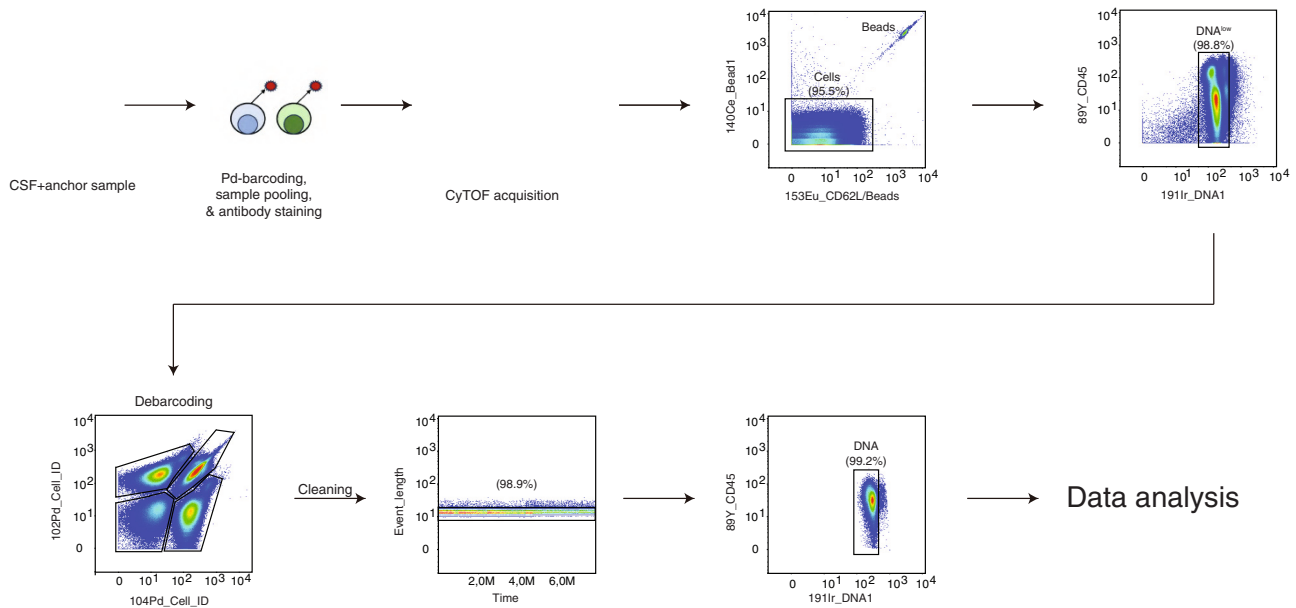 CSF+anchor sample
Pd-barcoding,
sample pooling,
& antibody staining
CyTOF acquisition
140Ce_Bead1
10⁴
10³
10²
10¹
0
Beads
Cells
(95.5%)
0 10¹ 10² 10³ 10⁴
153Eu_CD62L/Beads
89Y_CD45
10⁴
10³
10²
10¹
0
DNAˡᵒʷ
(98.8%)
0 10¹ 10² 10³ 10⁴
191Ir_DNA1
Debarcoding
102Pd_Cell_ID
10⁴
10³
10²
10¹
0
0 10¹ 10² 10³ 10⁴
104Pd_Cell_ID
Cleaning
Event_length
10⁴
10³
10²
10¹
0
(98.9%)
2,0M 4,0M 6,0M
Time
89Y_CD45
10⁴
10³
10²
10¹
0
DNA
(99.2%)
0 10¹ 10² 10³ 10⁴
191Ir_DNA1
Data analysis